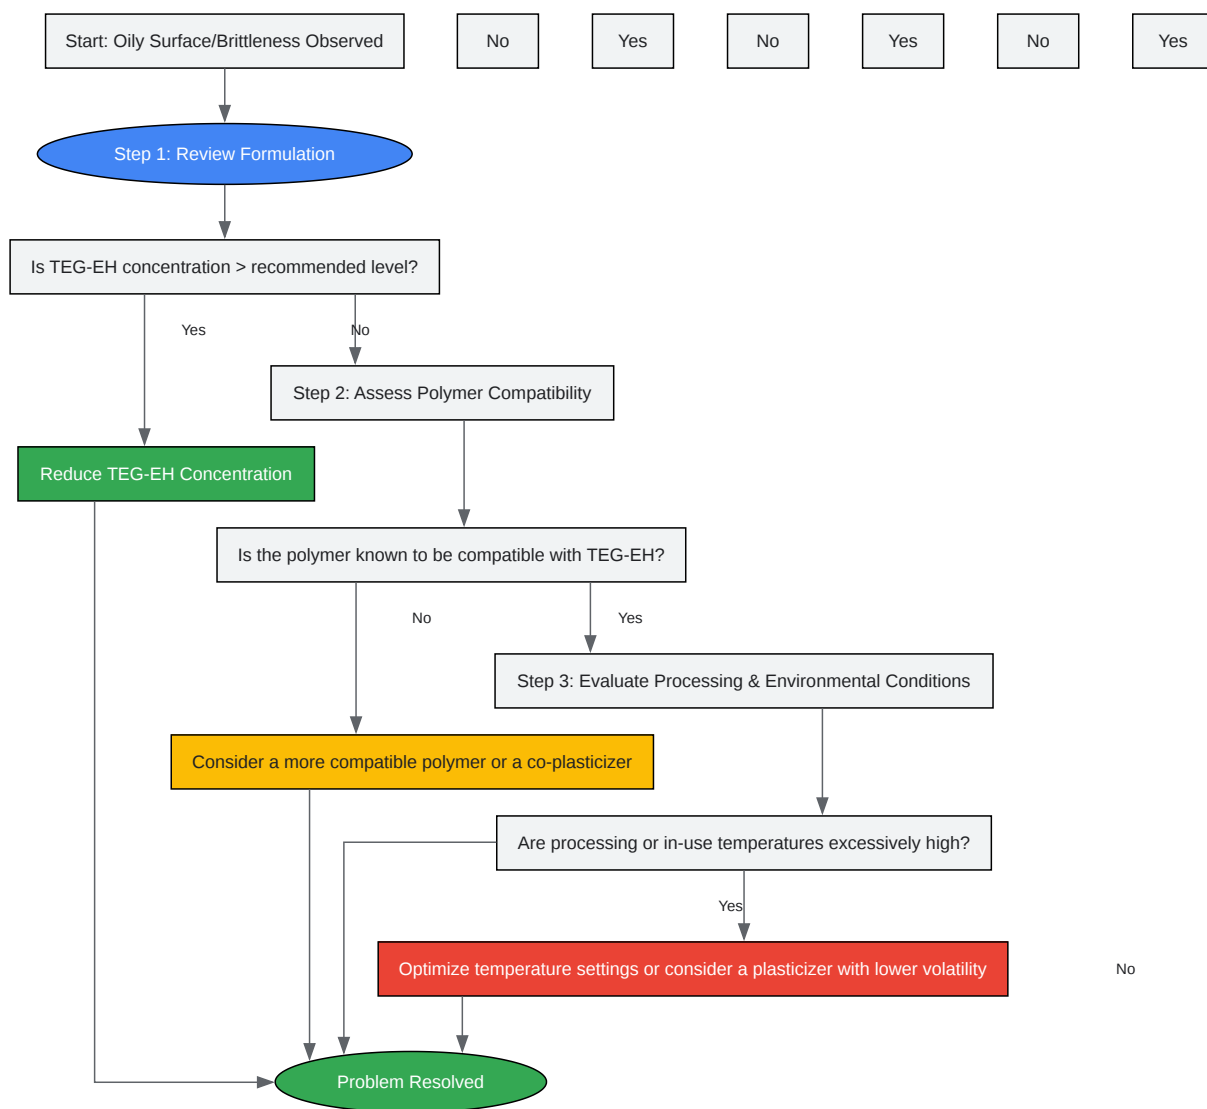 Start: Oily Surface/Brittleness Observed
No
Yes
No
Yes
No
Yes
Step 1: Review Formulation
Is TEG-EH concentration > recommended level?
Yes
No
Step 2: Assess Polymer Compatibility
Reduce TEG-EH Concentration
Is the polymer known to be compatible with TEG-EH?
No
Yes
Step 3: Evaluate Processing & Environmental Conditions
Consider a more compatible polymer or a co-plasticizer
Are processing or in-use temperatures excessively high?
Yes
Optimize temperature settings or consider a plasticizer with lower volatility
No
Problem Resolved